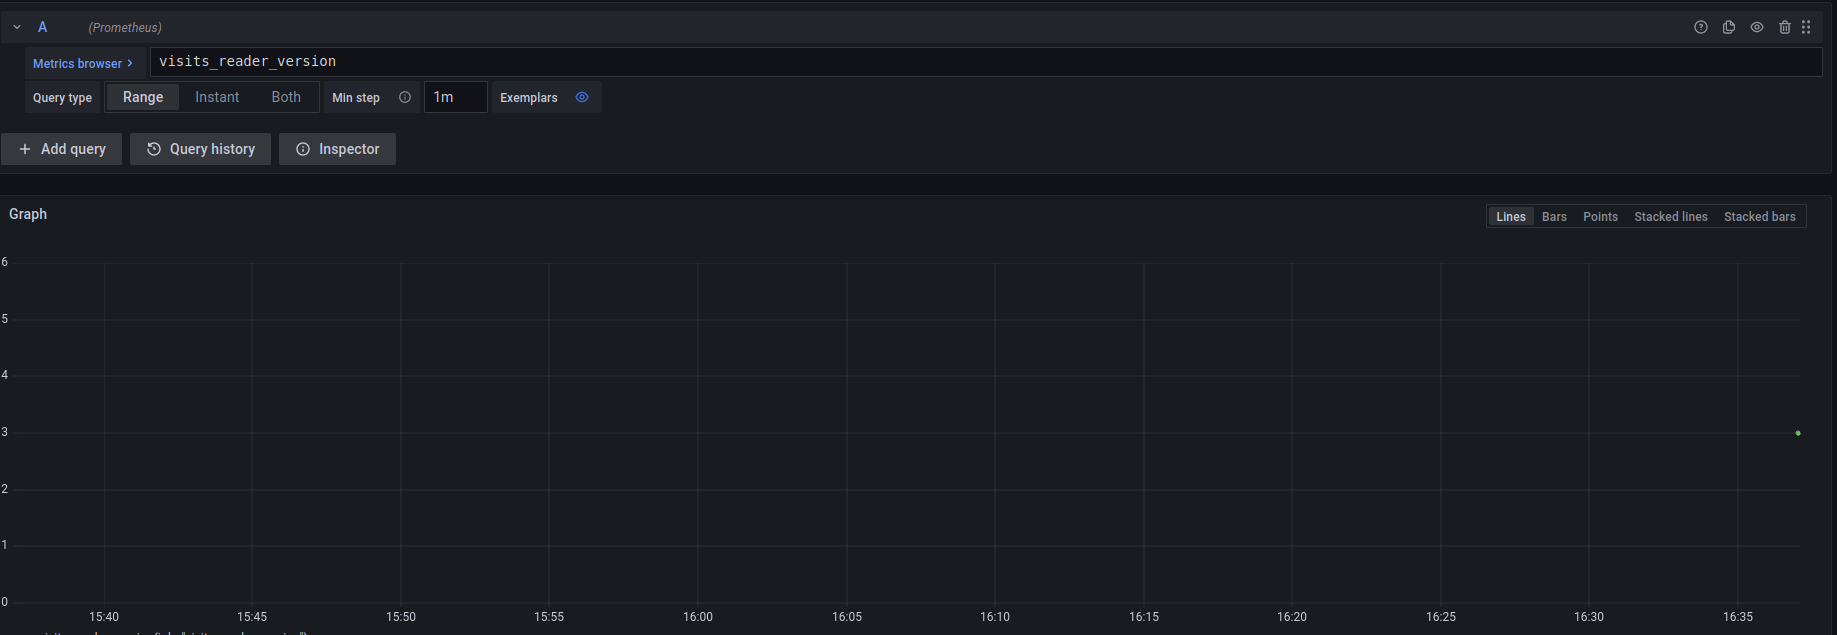 A (Prometheus)
Metrics browser > visits_reader_version
Query type Range Instant Both Min step 1m Exemplars
+ Add query Query history Inspector
Graph Lines Bars Points Stacked lines Stacked bars
6
5
4
3
2
1
0
15:40 15:45 15:50 15:55 16:00 16:05 16:10 16:15 16:20 16:25 16:30 16:35